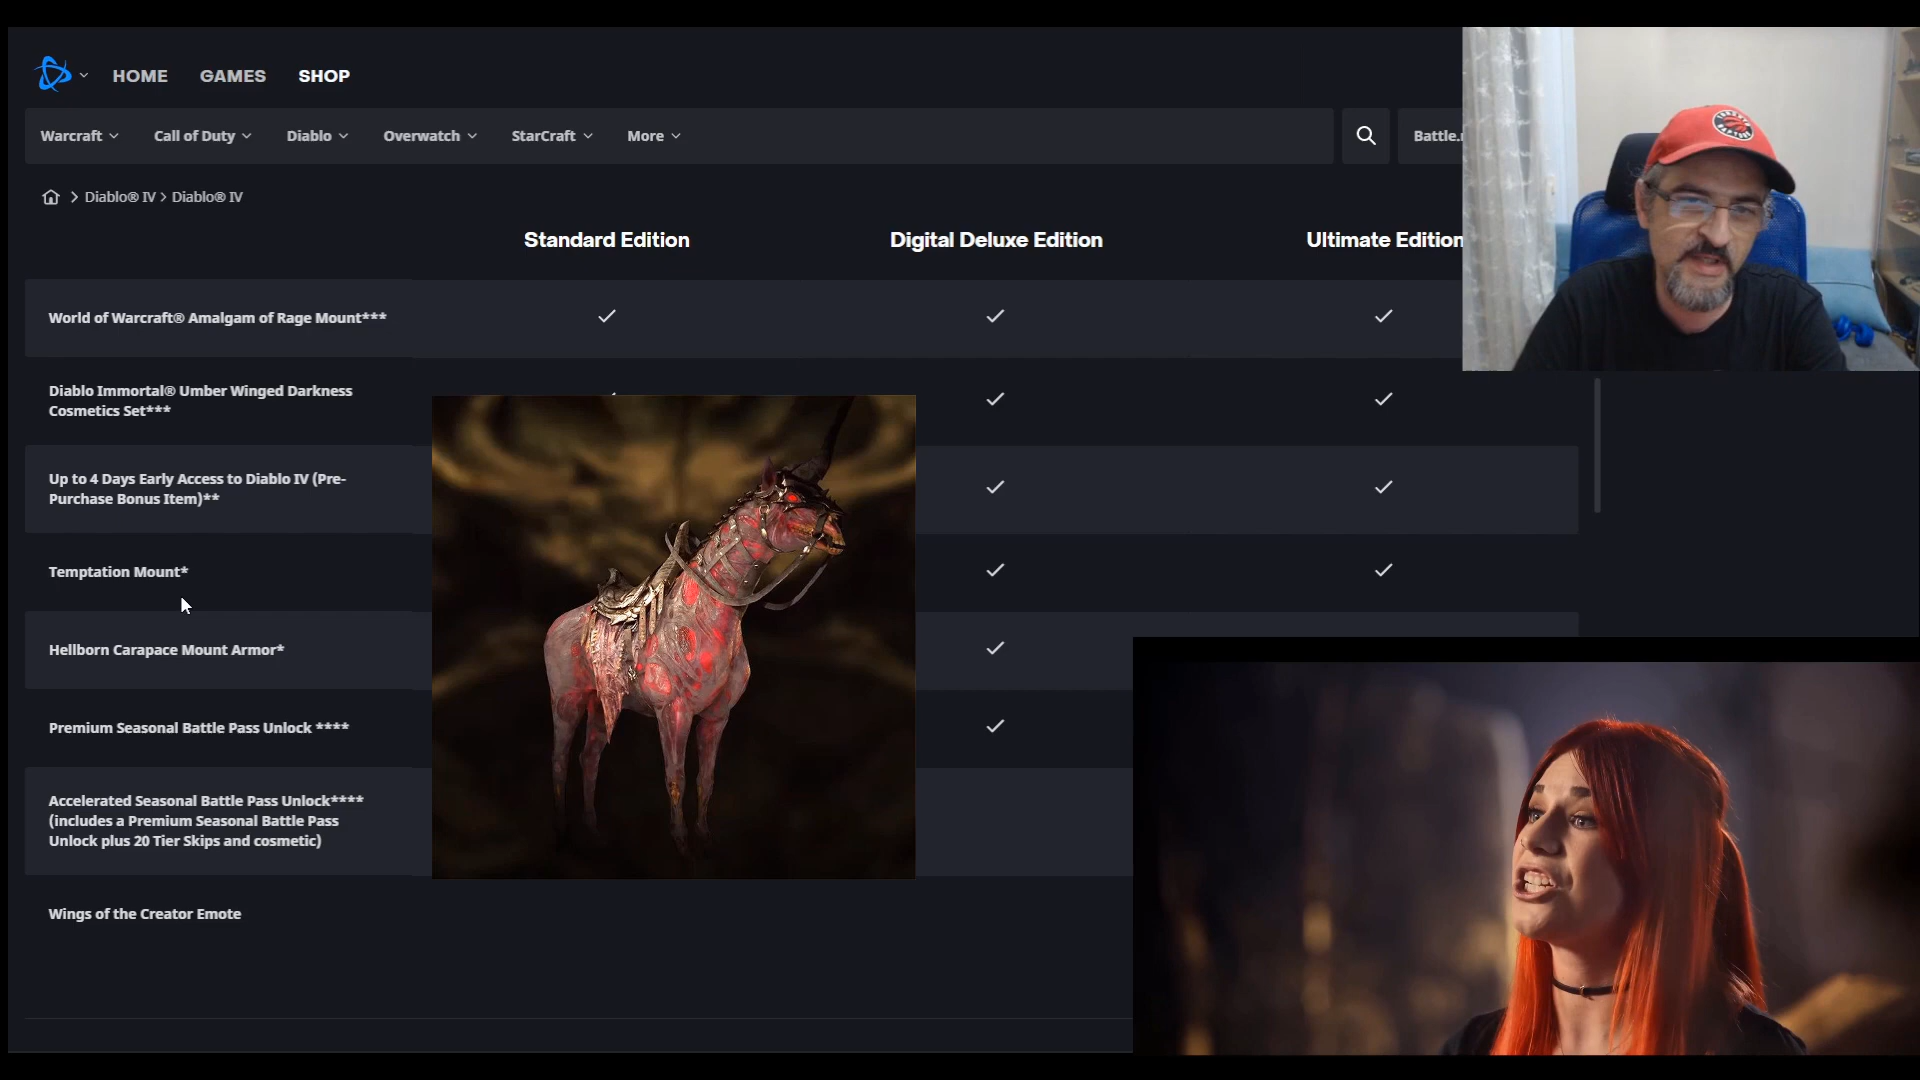 HOME GAMES SHOP
Warcraft Call of Duty Diablo Overwatch StarCraft More
Diablo® IV > Diablo® IV
Standard Edition Digital Deluxe Edition Ultimate Edition
World of Warcraft® Amalgam of Rage Mount***
Diablo Immortal® Umber Winged Darkness
Cosmetics Set***
Up to 4 Days Early Access to Diablo IV (Pre-
Purchase Bonus Item)**
Temptation Mount*
Hellborn Carapace Mount Armor*
Premium Seasonal Battle Pass Unlock ****
Accelerated Seasonal Battle Pass Unlock****
(includes a Premium Seasonal Battle Pass
Unlock plus 20 Tier Skips and cosmetic)
Wings of the Creator Emote
TORONTO
RAPTORS